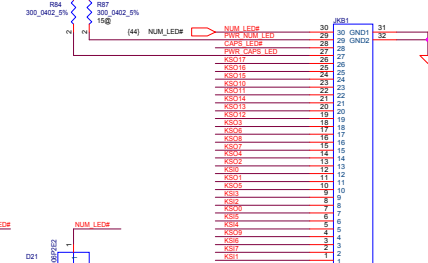 R84
300_0402_5%
R87
300_0402_5%
15@
2
2
(44) NUM_LED#
JKB1
NUM_LED# 30 30 GND1 31
PWR_NUM_LED 29 29 GND2 32
CAPS_LED# 28 28
PWR_CAPS_LED 27 27
KSO17 26 26
KSO16 25 25
KSO15 24 24
KSO10 23 23
KSO11 22 22
KSO14 21 21
KSO13 20 20
KSO12 19 19
KSO3 18 18
KSO6 17 17
KSO8 16 16
KSO7 15 15
KSO4 14 14
KSO2 13 13
KSI0 12 12
KSO1 11 11
KSO5 10 10
KSI3 9 9
KSI2 8 8
KSO0 7 7
KSI5 6 6
KSI4 5 5
KSO9 4 4
KSI6 3 3
KSI7 2 2
KSI1 1 1
ED#
NUM_LED#
1
D21